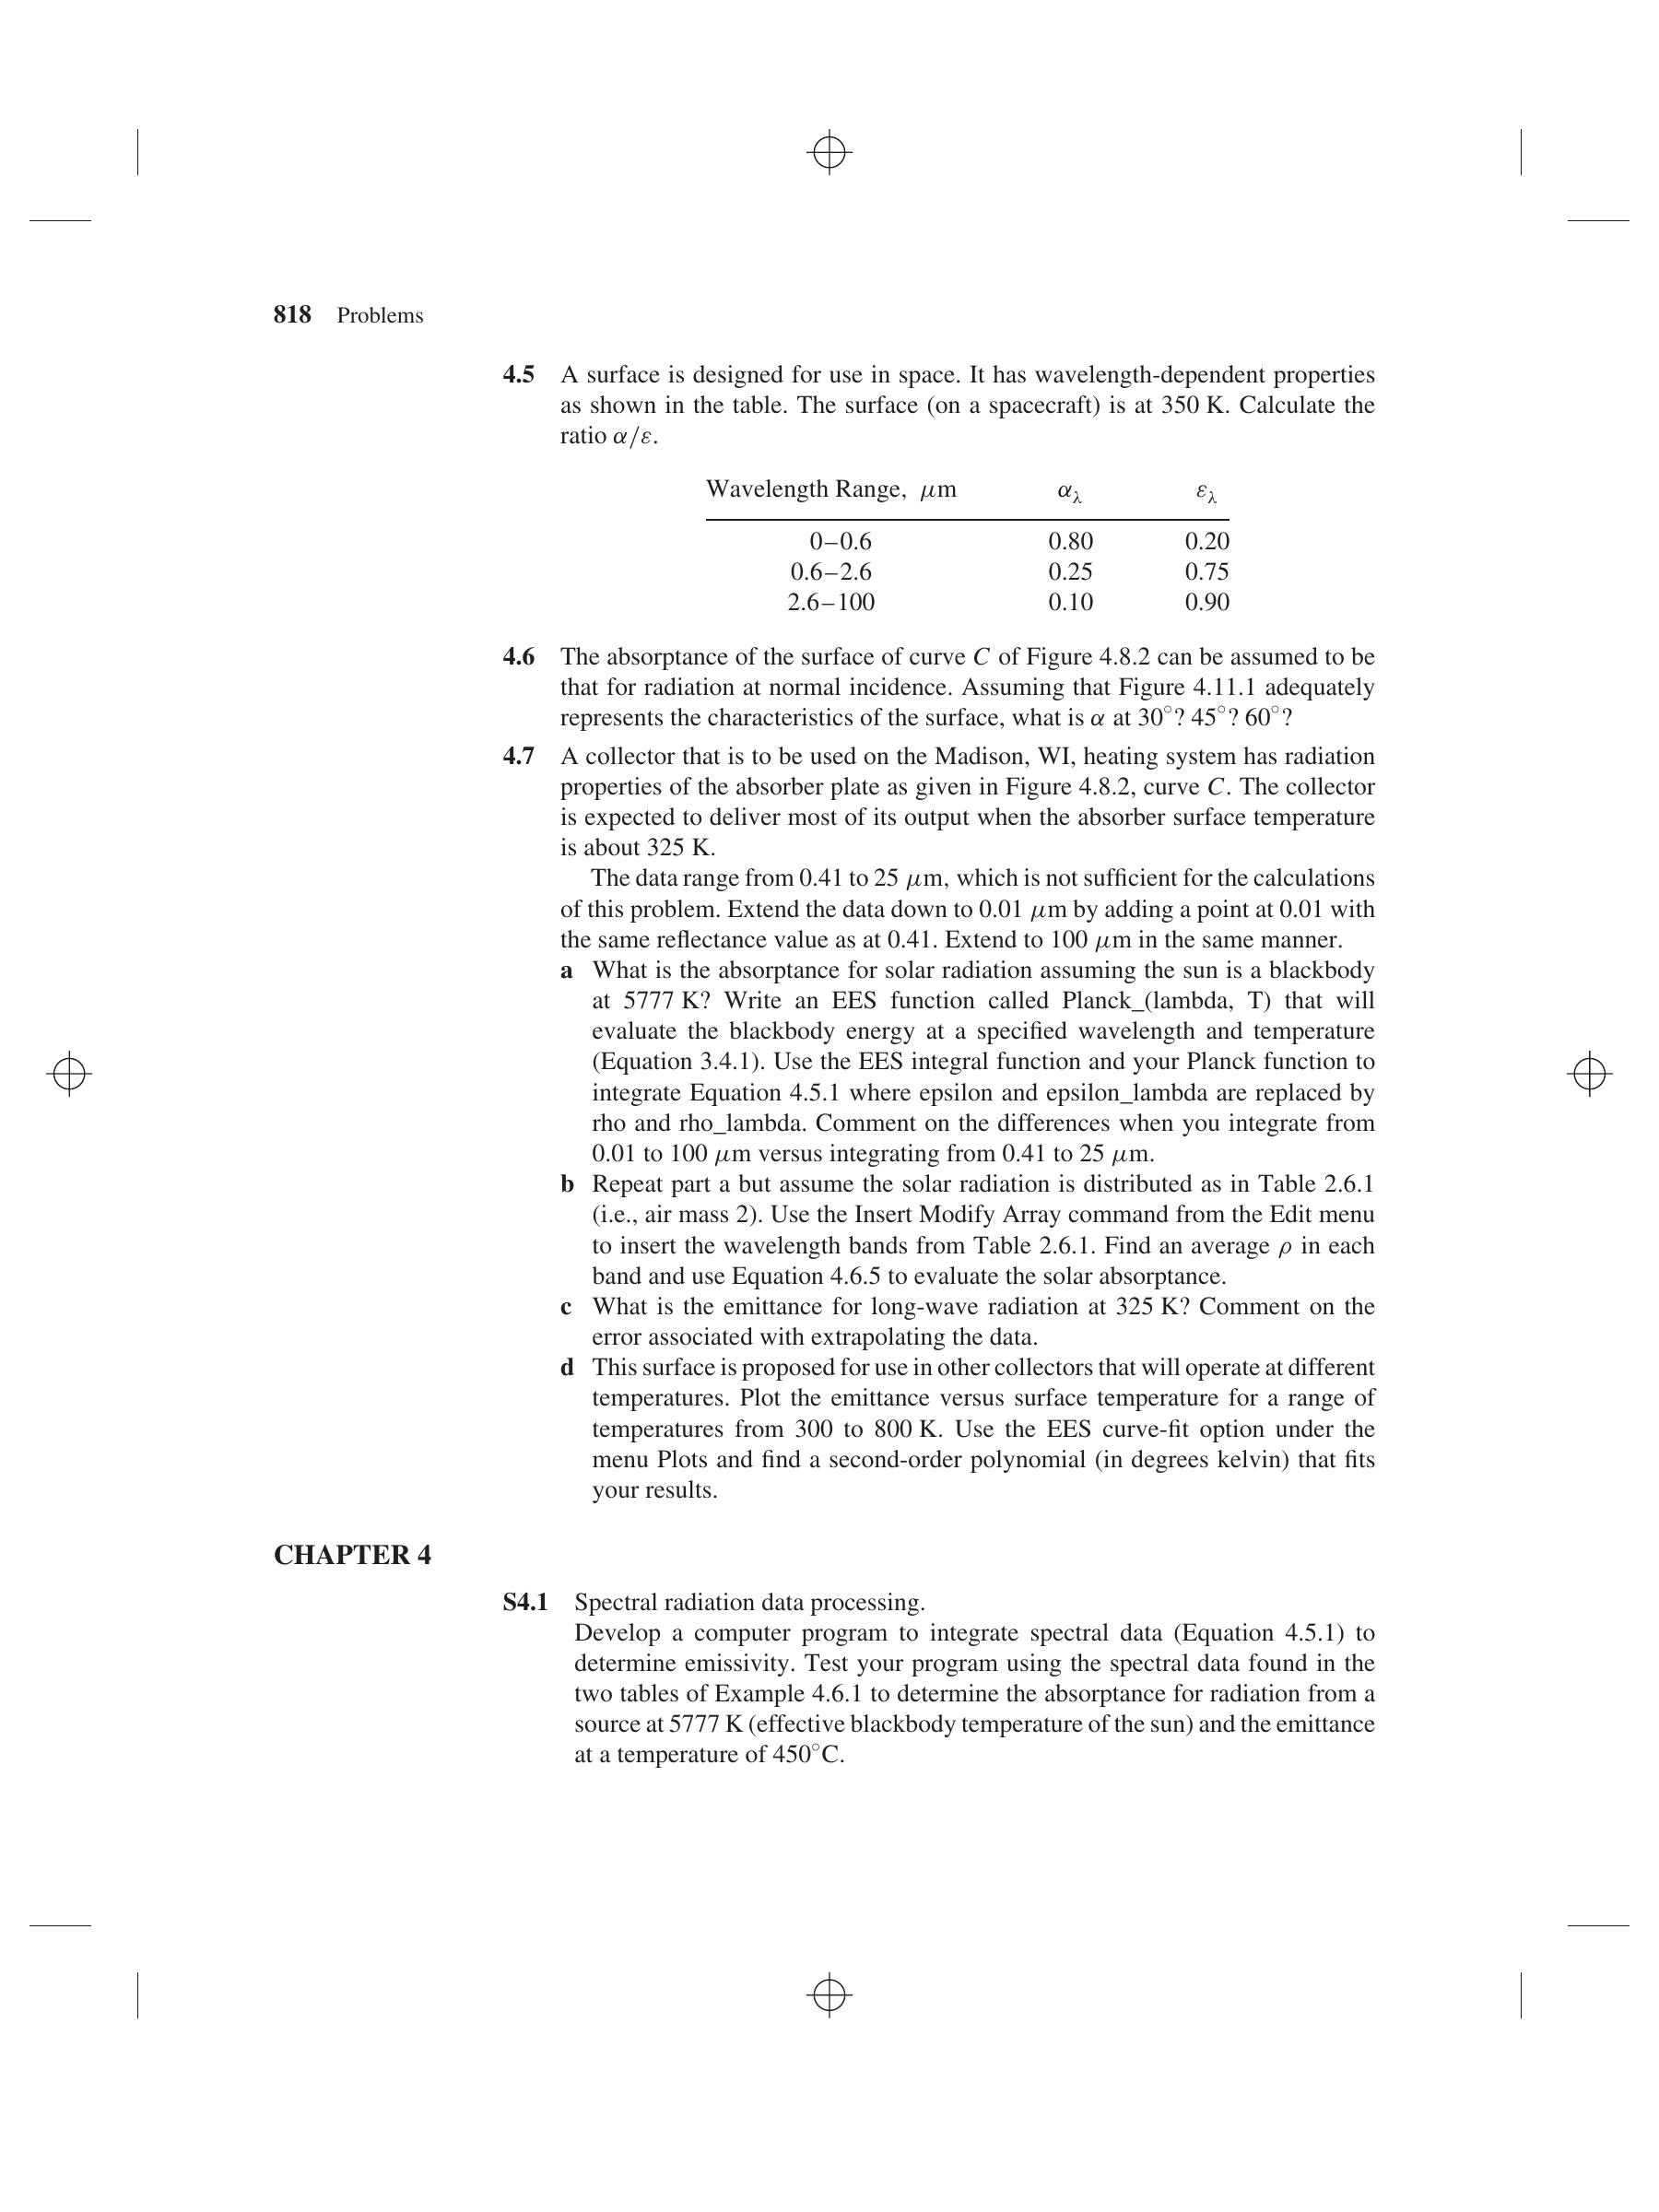 818 Problems
4.5 A surface is designed for use in space. It has wavelength-dependent properties
as shown in the table. The surface (on a spacecraft) is at 350 K. Calculate the
ratio α/ε.
Wavelength Range, μm α_λ ε_λ
0–0.6 0.80 0.20
0.6–2.6 0.25 0.75
2.6–100 0.10 0.90
4.6 The absorptance of the surface of curve C of Figure 4.8.2 can be assumed to be
that for radiation at normal incidence. Assuming that Figure 4.11.1 adequately
represents the characteristics of the surface, what is α at 30°? 45°? 60°?
4.7 A collector that is to be used on the Madison, WI, heating system has radiation
properties of the absorber plate as given in Figure 4.8.2, curve C. The collector
is expected to deliver most of its output when the absorber surface temperature
is about 325 K.
The data range from 0.41 to 25 μm, which is not sufficient for the calculations
of this problem. Extend the data down to 0.01 μm by adding a point at 0.01 with
the same reflectance value as at 0.41. Extend to 100 μm in the same manner.
a What is the absorptance for solar radiation assuming the sun is a blackbody
at 5777 K? Write an EES function called Planck_(lambda, T) that will
evaluate the blackbody energy at a specified wavelength and temperature
(Equation 3.4.1). Use the EES integral function and your Planck function to
integrate Equation 4.5.1 where epsilon and epsilon_lambda are replaced by
rho and rho_lambda. Comment on the differences when you integrate from
0.01 to 100 μm versus integrating from 0.41 to 25 μm.
b Repeat part a but assume the solar radiation is distributed as in Table 2.6.1
(i.e., air mass 2). Use the Insert Modify Array command from the Edit menu
to insert the wavelength bands from Table 2.6.1. Find an average ρ in each
band and use Equation 4.6.5 to evaluate the solar absorptance.
c What is the emittance for long-wave radiation at 325 K? Comment on the
error associated with extrapolating the data.
d This surface is proposed for use in other collectors that will operate at different
temperatures. Plot the emittance versus surface temperature for a range of
temperatures from 300 to 800 K. Use the EES curve-fit option under the
menu Plots and find a second-order polynomial (in degrees kelvin) that fits
your results.
CHAPTER 4
S4.1 Spectral radiation data processing.
Develop a computer program to integrate spectral data (Equation 4.5.1) to
determine emissivity. Test your program using the spectral data found in the
two tables of Example 4.6.1 to determine the absorptance for radiation from a
source at 5777 K (effective blackbody temperature of the sun) and the emittance
at a temperature of 450°C.